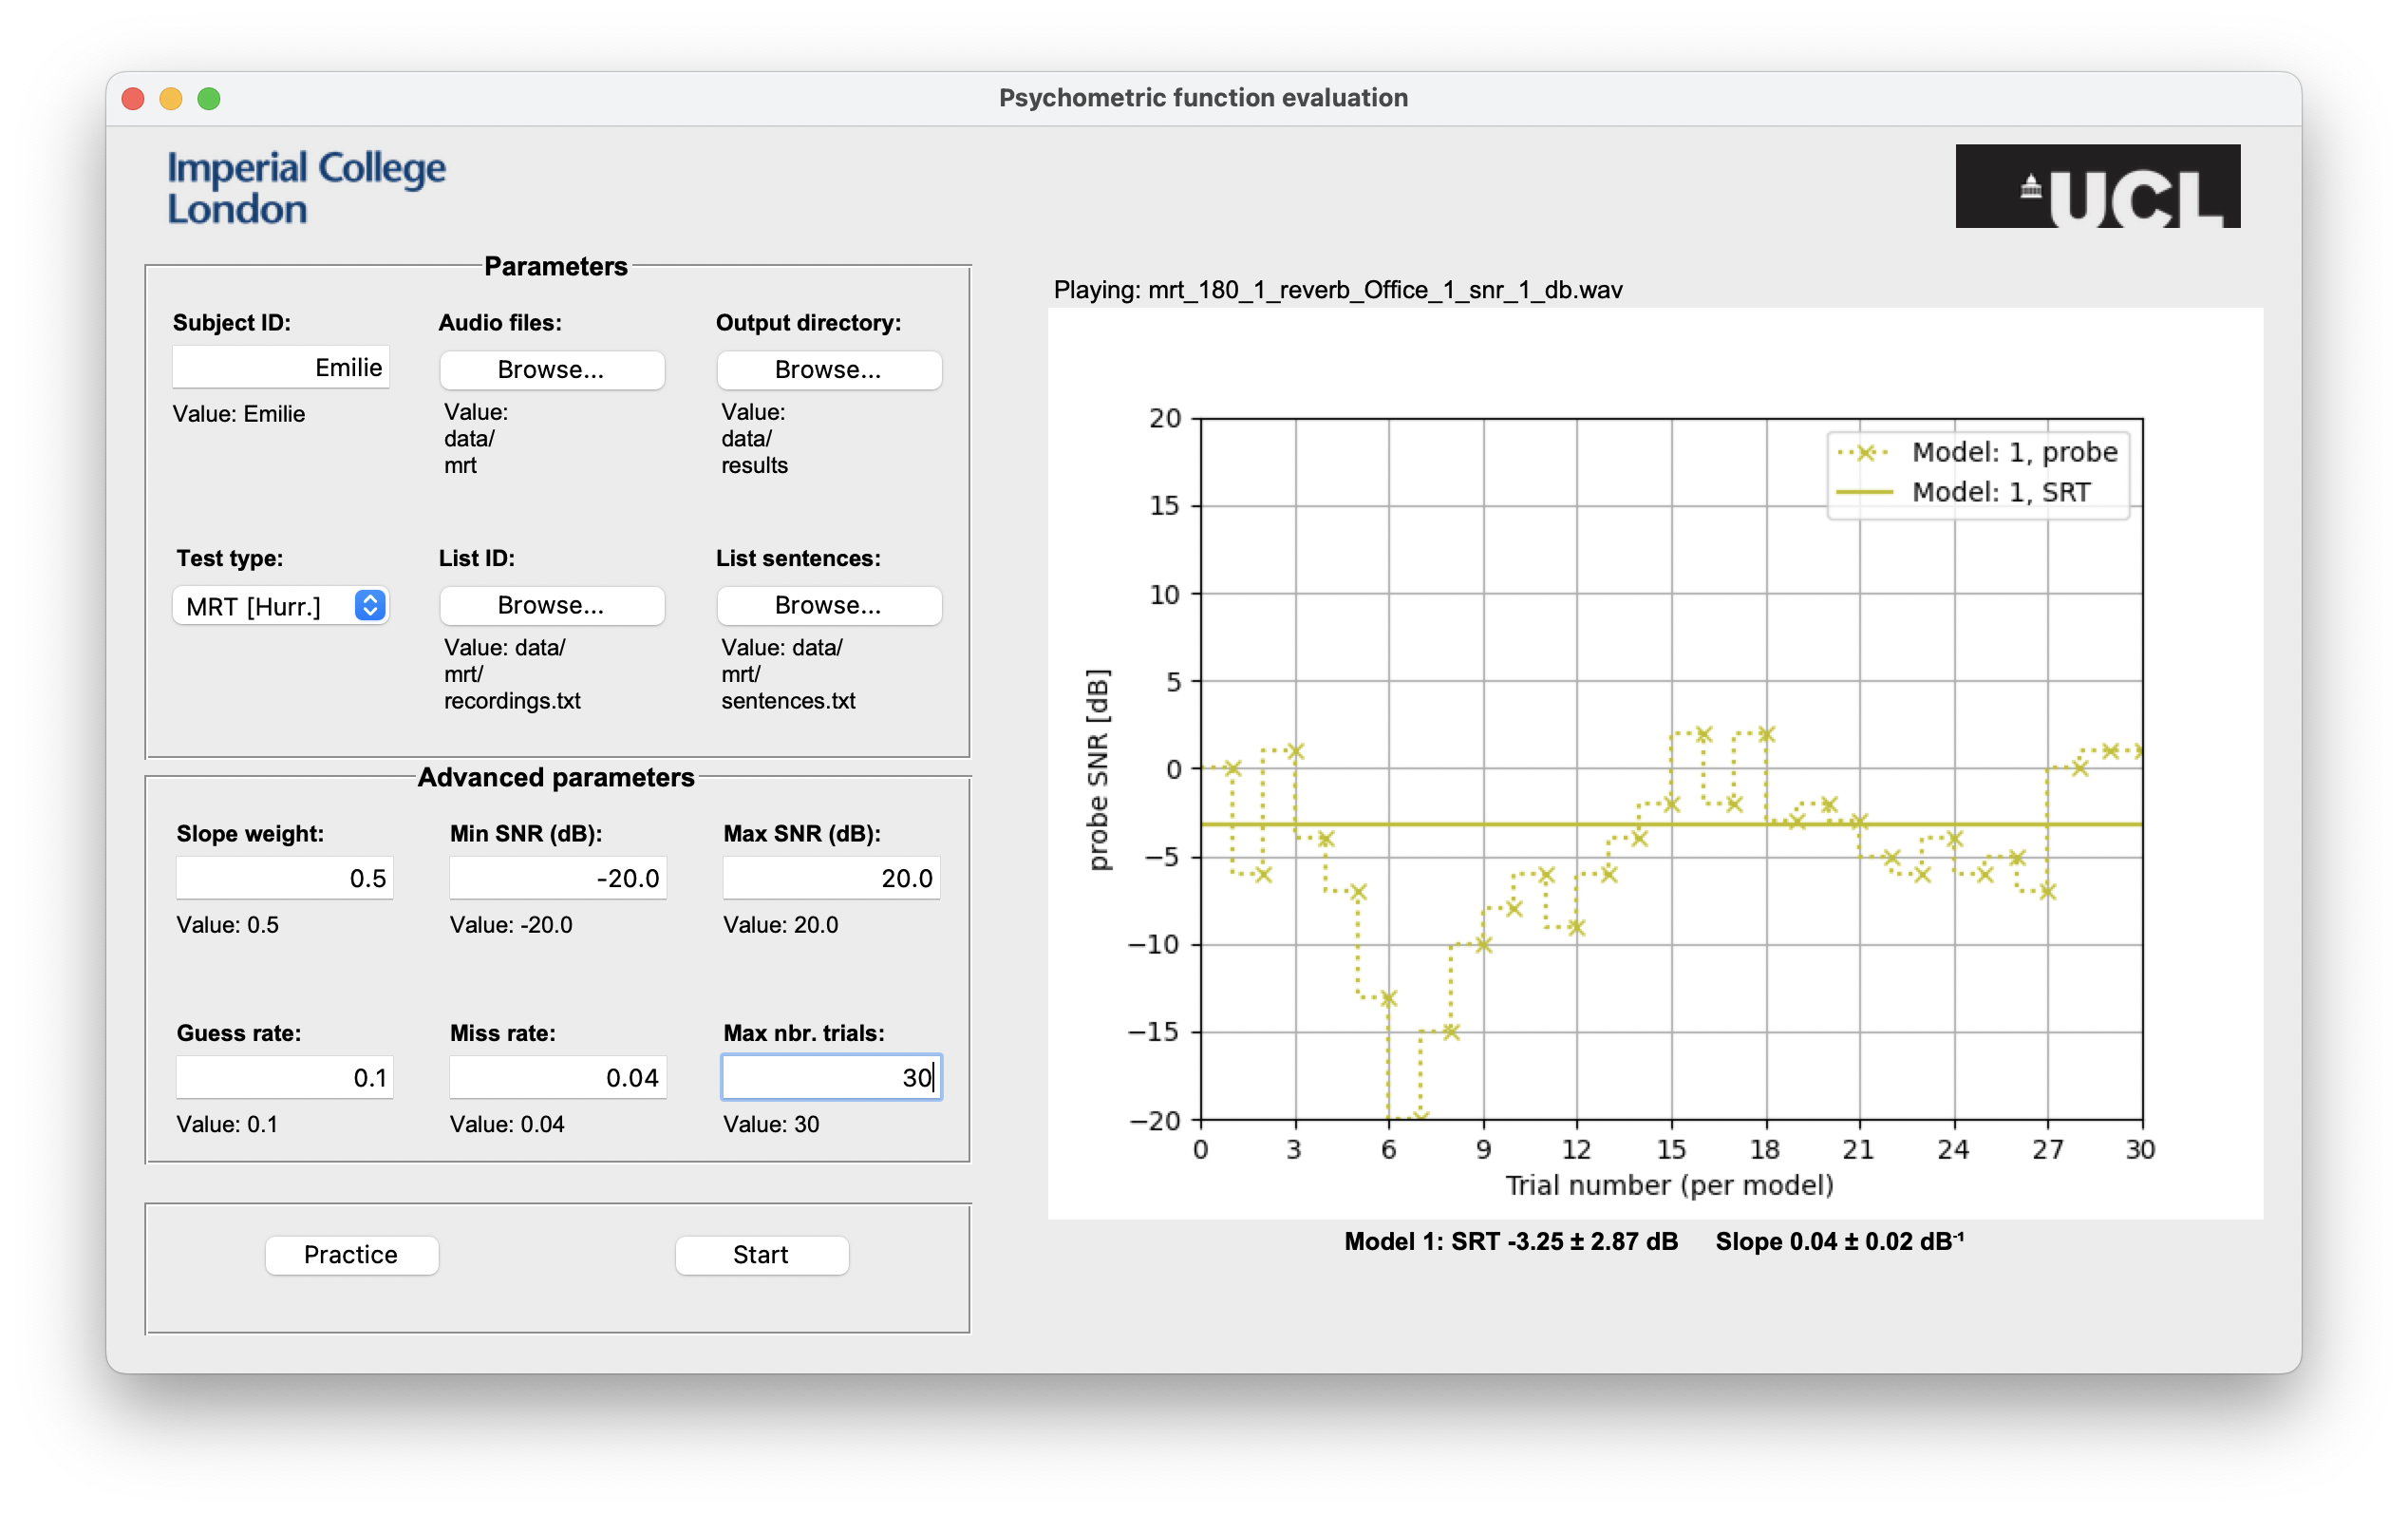 Psychometric function evaluation
Imperial College
London
UCL
Parameters
Subject ID:
Emilie
Value: Emilie
Audio files:
Browse...
Value:
data/
mrt
Output directory:
Browse...
Value:
data/
results
Test type:
MRT [Hurr.]
List ID:
Browse...
Value: data/
mrt/
recordings.txt
List sentences:
Browse...
Value: data/
mrt/
sentences.txt
Advanced parameters
Slope weight:
0.5
Value: 0.5
Min SNR (dB):
-20.0
Value: -20.0
Max SNR (dB):
20.0
Value: 20.0
Guess rate:
0.1
Value: 0.1
Miss rate:
0.04
Value: 0.04
Max nbr. trials:
30
Value: 30
Practice
Start
Playing: mrt_180_1_reverb_Office_1_snr_1_db.wav
Model: 1, probe
Model: 1, SRT
probe SNR [dB]
20
15
10
5
0
−5
−10
−15
−20
0 3 6 9 12 15 18 21 24 27 30
Trial number (per model)
Model 1: SRT -3.25 ± 2.87 dB Slope 0.04 ± 0.02 dB⁻¹